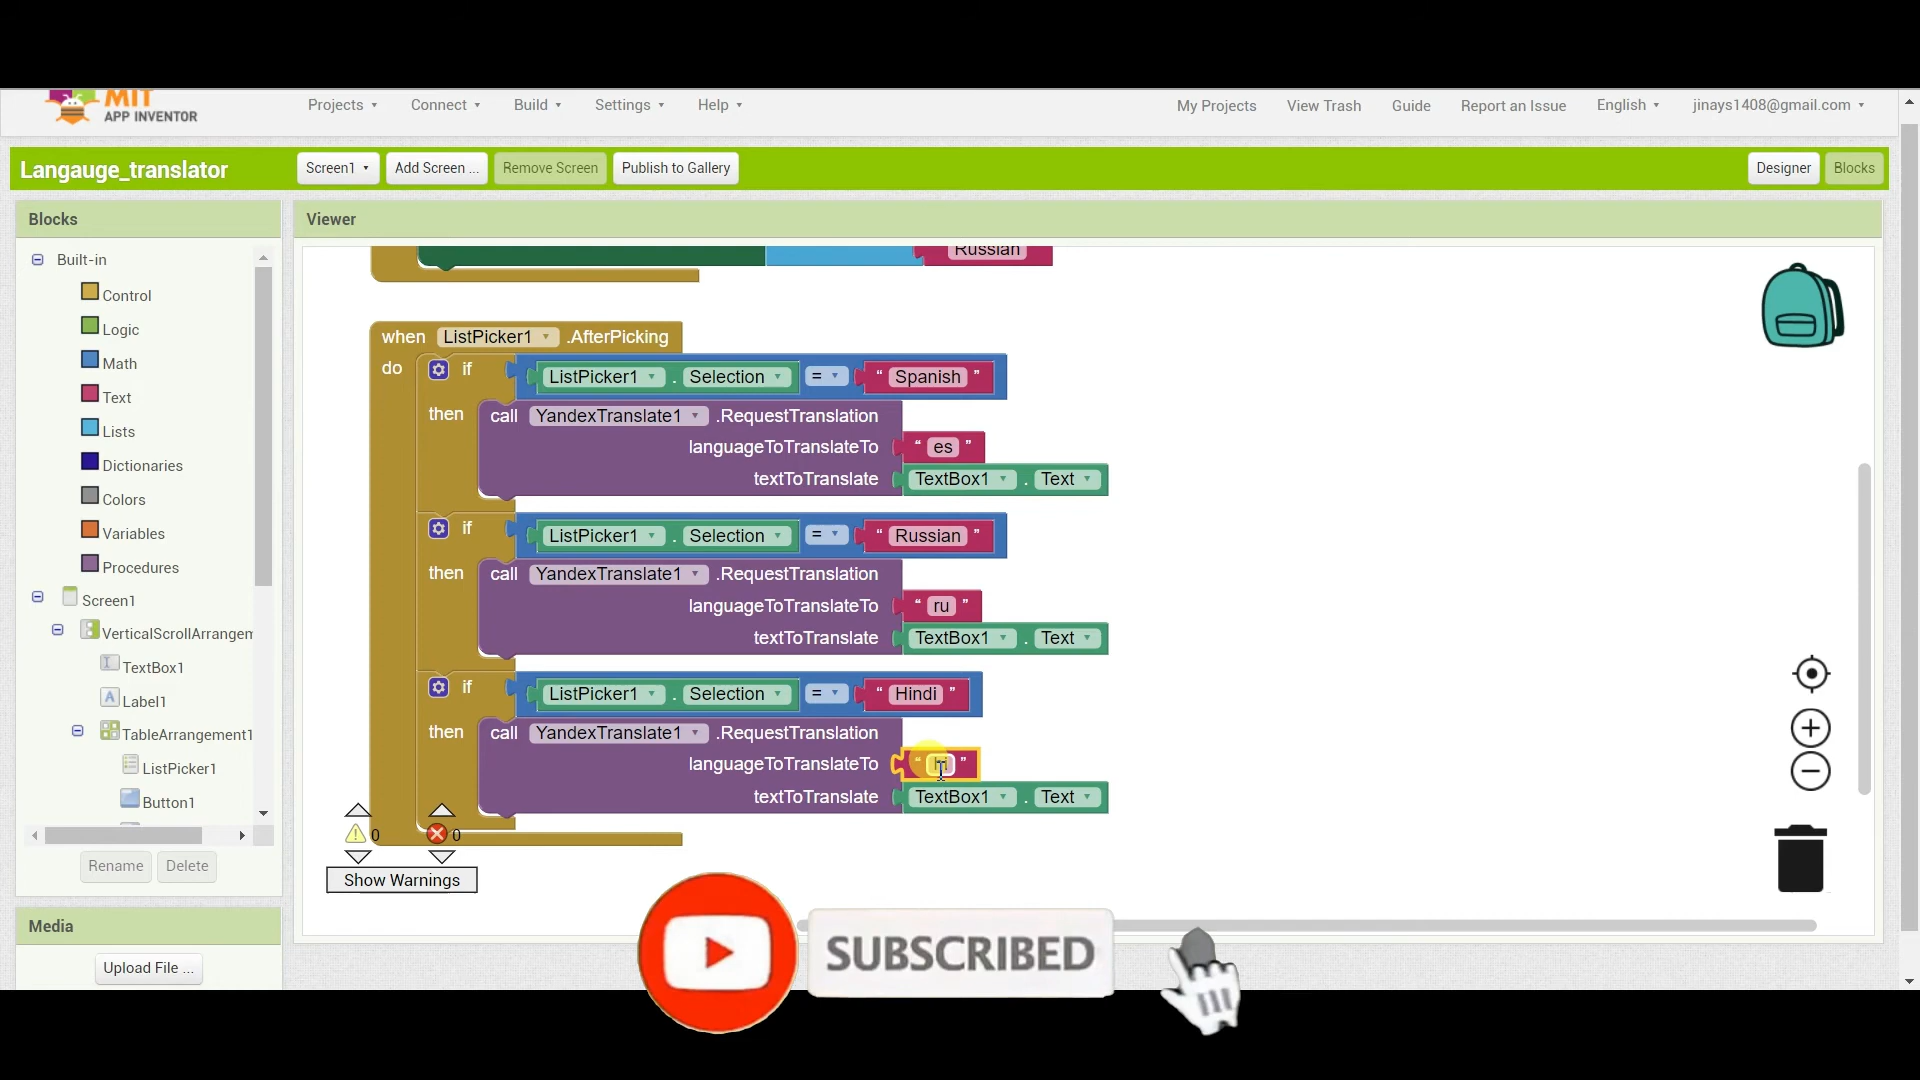 MIT
APP INVENTOR
Projects
Connect
Build
Settings
Help
My Projects
View Trash
Guide
Report an Issue
English
jinays1408@gmail.com
Langauge_translator
Screen1
Add Screen ...
Remove Screen
Publish to Gallery
Designer
Blocks
Blocks
Viewer
Built-in
Control
Logic
Math
Text
Lists
Dictionaries
Colors
Variables
Procedures
Screen1
VerticalScrollArrangem
TextBox1
Label1
TableArrangement1
ListPicker1
Button1
Rename
Delete
Media
Upload File ...
Russian
when ListPicker1 .AfterPicking
do if ListPicker1 . Selection = “ Spanish ”
then call YandexTranslate1 .RequestTranslation
languageToTranslateTo “ es ”
textToTranslate TextBox1 . Text
if ListPicker1 . Selection = “ Russian ”
then call YandexTranslate1 .RequestTranslation
languageToTranslateTo “ ru ”
textToTranslate TextBox1 . Text
if ListPicker1 . Selection = “ Hindi ”
then call YandexTranslate1 .RequestTranslation
languageToTranslateTo “ hi ”
textToTranslate TextBox1 . Text
0 0
Show Warnings
SUBSCRIBED